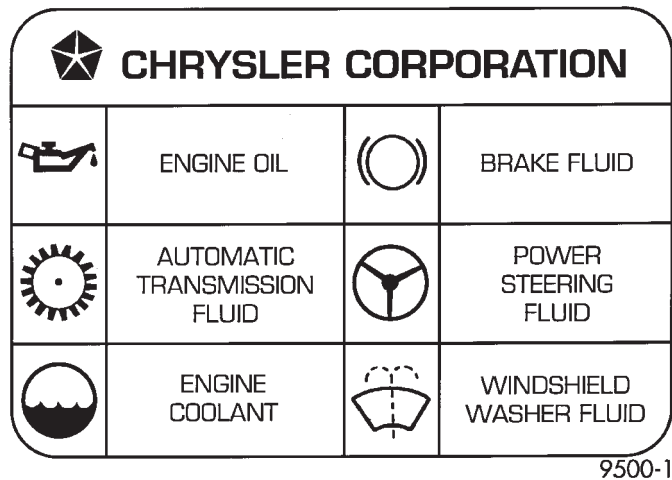 CHRYSLER CORPORATION
ENGINE OIL
BRAKE FLUID
AUTOMATIC
TRANSMISSION
FLUID
POWER
STEERING
FLUID
ENGINE
COOLANT
WINDSHIELD
WASHER FLUID
9500-1